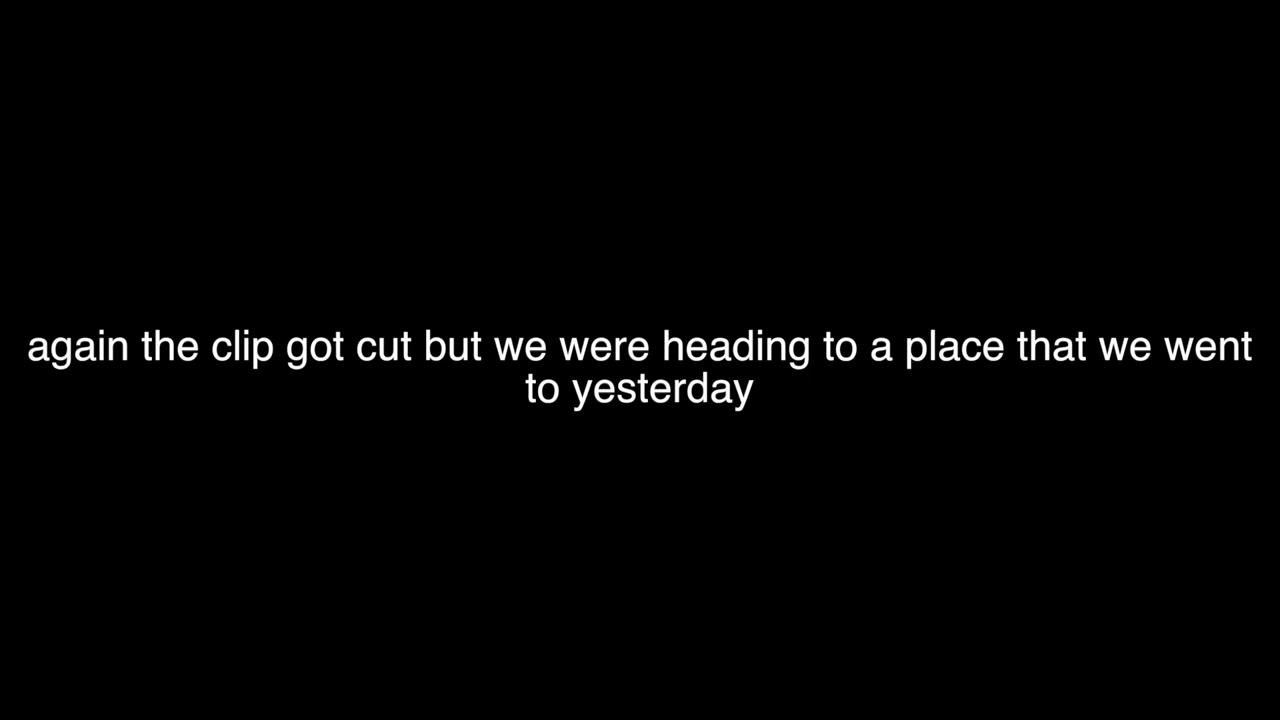 again the clip got cut but we were heading to a place that we went
to yesterday